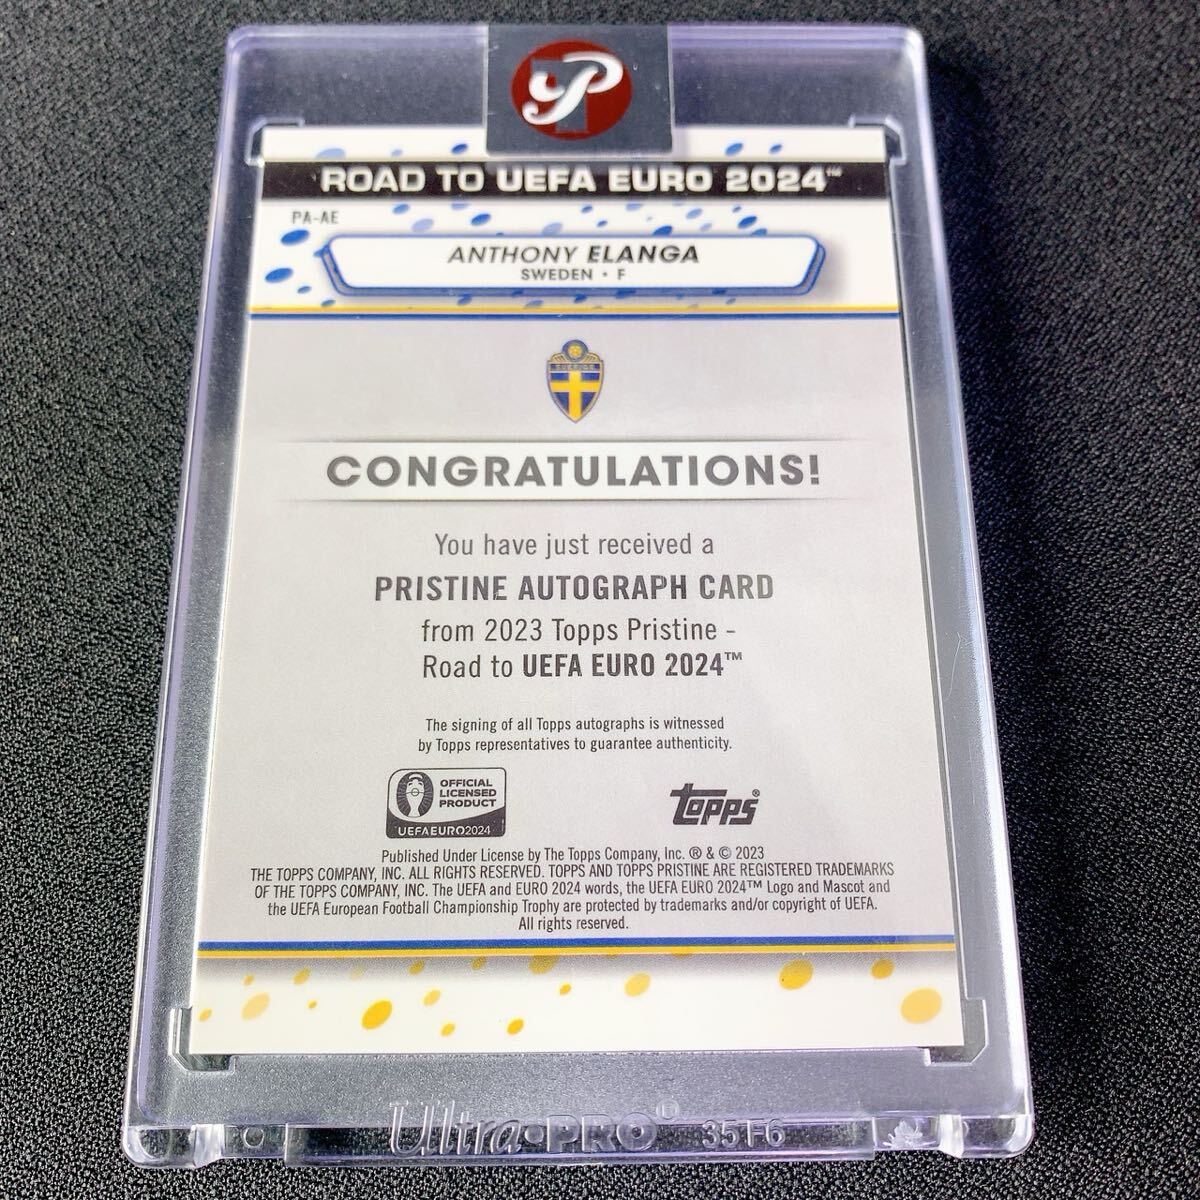 P
ROAD TO UEFA EURO 2024™
PA-AE
ANTHONY ELANGA
SWEDEN • F
SVERIGE
CONGRATULATIONS!
You have just received a
PRISTINE AUTOGRAPH CARD
from 2023 Topps Pristine -
Road to UEFA EURO 2024™
The signing of all Topps autographs is witnessed
by Topps representatives to guarantee authenticity.
OFFICIAL
LICENSED
PRODUCT
UEFAEURO2024
topps®
Published Under License by The Topps Company, Inc. ® & © 2023
THE TOPPS COMPANY, INC. ALL RIGHTS RESERVED. TOPPS AND TOPPS PRISTINE ARE REGISTERED TRADEMARKS
OF THE TOPPS COMPANY, INC. The UEFA and EURO 2024 words, the UEFA EURO 2024™ Logo and Mascot and
the UEFA European Football Championship Trophy are protected by trademarks and/or copyright of UEFA.
All rights reserved.
Ultra•PRO® 35T6